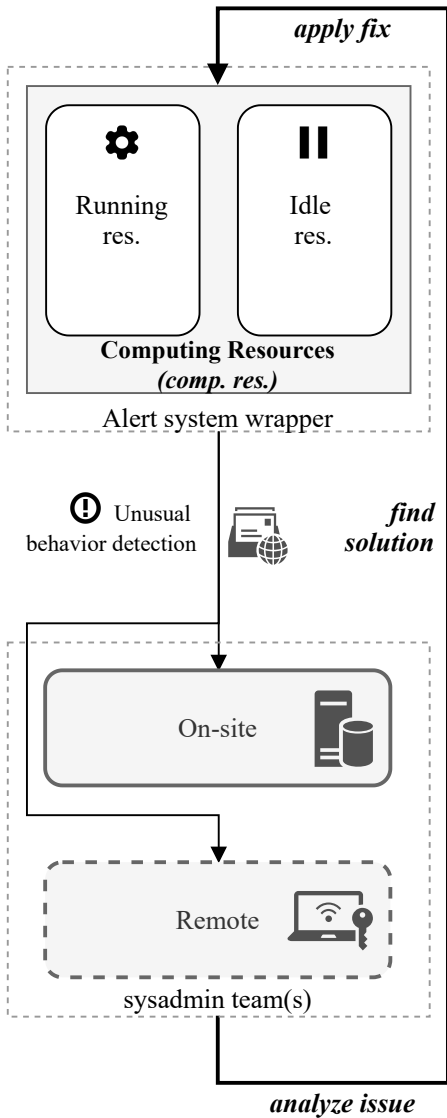 apply fix
Running
res.
Idle
res.
Computing Resources
(comp. res.)
Alert system wrapper
Unusual
behavior detection
find
solution
On-site
Remote
sysadmin team(s)
analyze issue